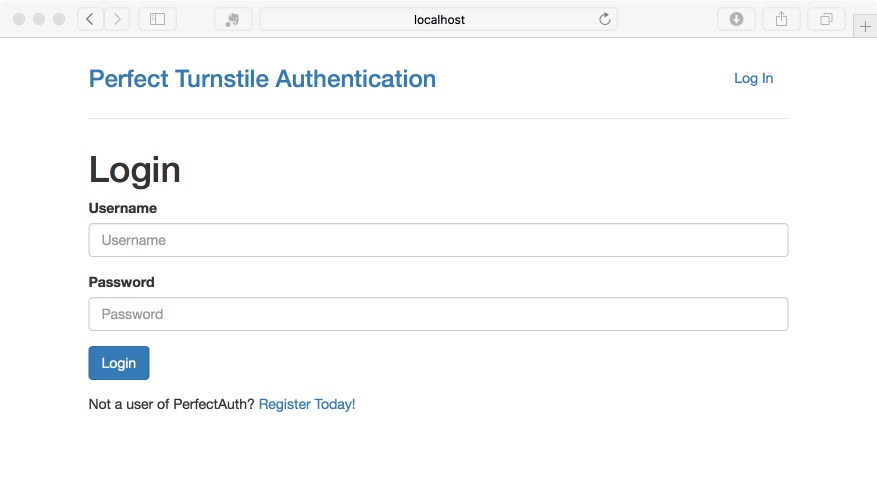 localhost
Perfect Turnstile Authentication
Log In
Login
Username
Username
Password
Password
Login
Not a user of PerfectAuth? Register Today!